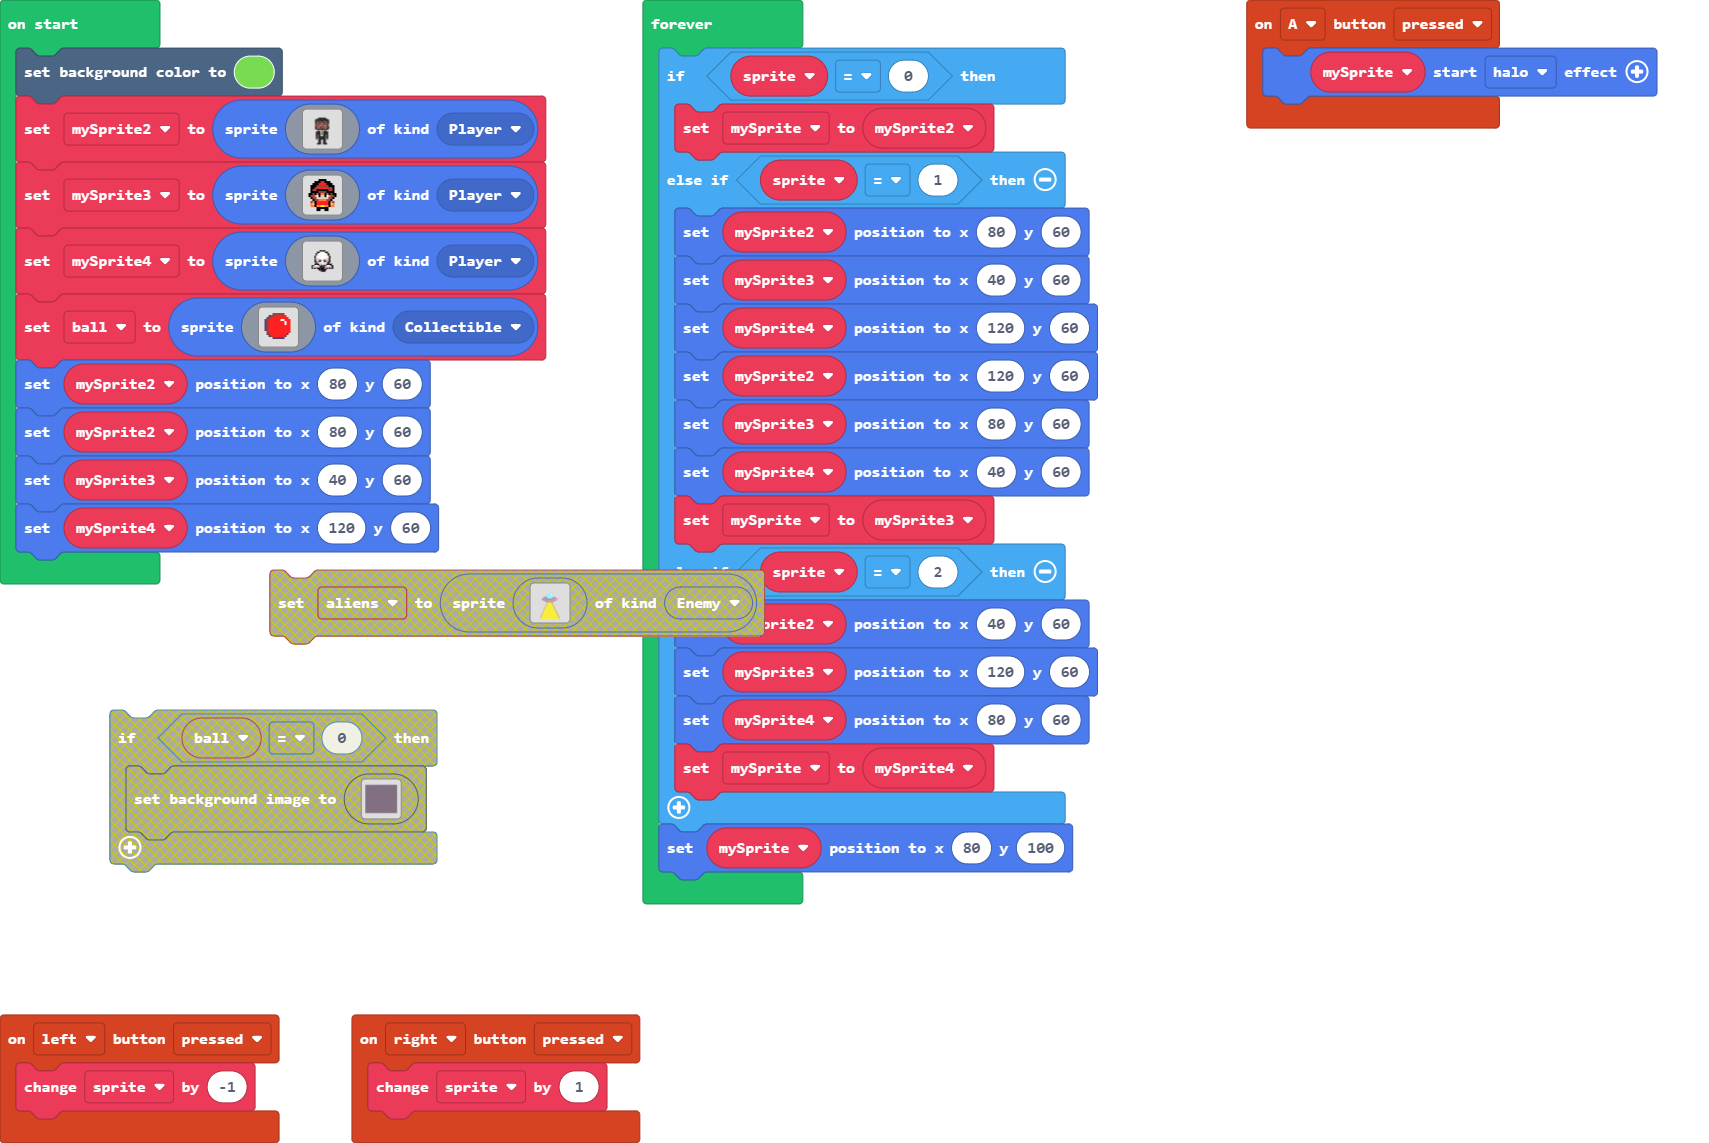 on start
set background color to
set mySprite2 to sprite of kind Player
set mySprite3 to sprite of kind Player
set mySprite4 to sprite of kind Player
set ball to sprite of kind Collectible
set mySprite2 position to x 80 y 60
set mySprite2 position to x 80 y 60
set mySprite3 position to x 40 y 60
set mySprite4 position to x 120 y 60
set aliens to sprite of kind Enemy
if ball = 0 then
set background image to
forever
if sprite = 0 then
set mySprite to mySprite2
else if sprite = 1 then
set mySprite2 position to x 80 y 60
set mySprite3 position to x 40 y 60
set mySprite4 position to x 120 y 60
set mySprite2 position to x 120 y 60
set mySprite3 position to x 80 y 60
set mySprite4 position to x 40 y 60
set mySprite to mySprite3
sprite = 2 then
position to x 40 y 60
set mySprite3 position to x 120 y 60
set mySprite4 position to x 80 y 60
set mySprite to mySprite4
set mySprite position to x 80 y 100
on A button pressed
mySprite start halo effect
on left button pressed
change sprite by -1
on right button pressed
change sprite by 1